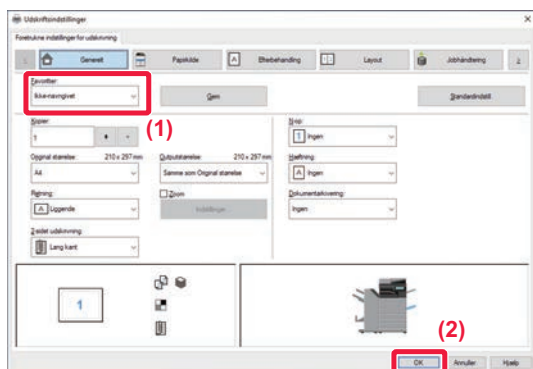 Udskriftsindstillinger
Foretrukne indstillinger for udskrivning
Generelt
Papirkilde
Efterbehandling
Layout
Jobhåndtering
Favoritter:
Ikke-navngivet
Gem
Standardindstil.
(1)
Kopier:
1
Original størrelse:
210 x 297 mm
A4
Outputstørrelse:
210 x 297 mm
Samme som Original størrelse
Retning:
Liggende
Zoom
Indstillinger
2-sidet udskrivning:
Lang kant
N-op:
1 Ingen
Hæftning:
Ingen
Dokumentarkivering:
Ingen
1
(2)
OK
Annuller
Hjælp